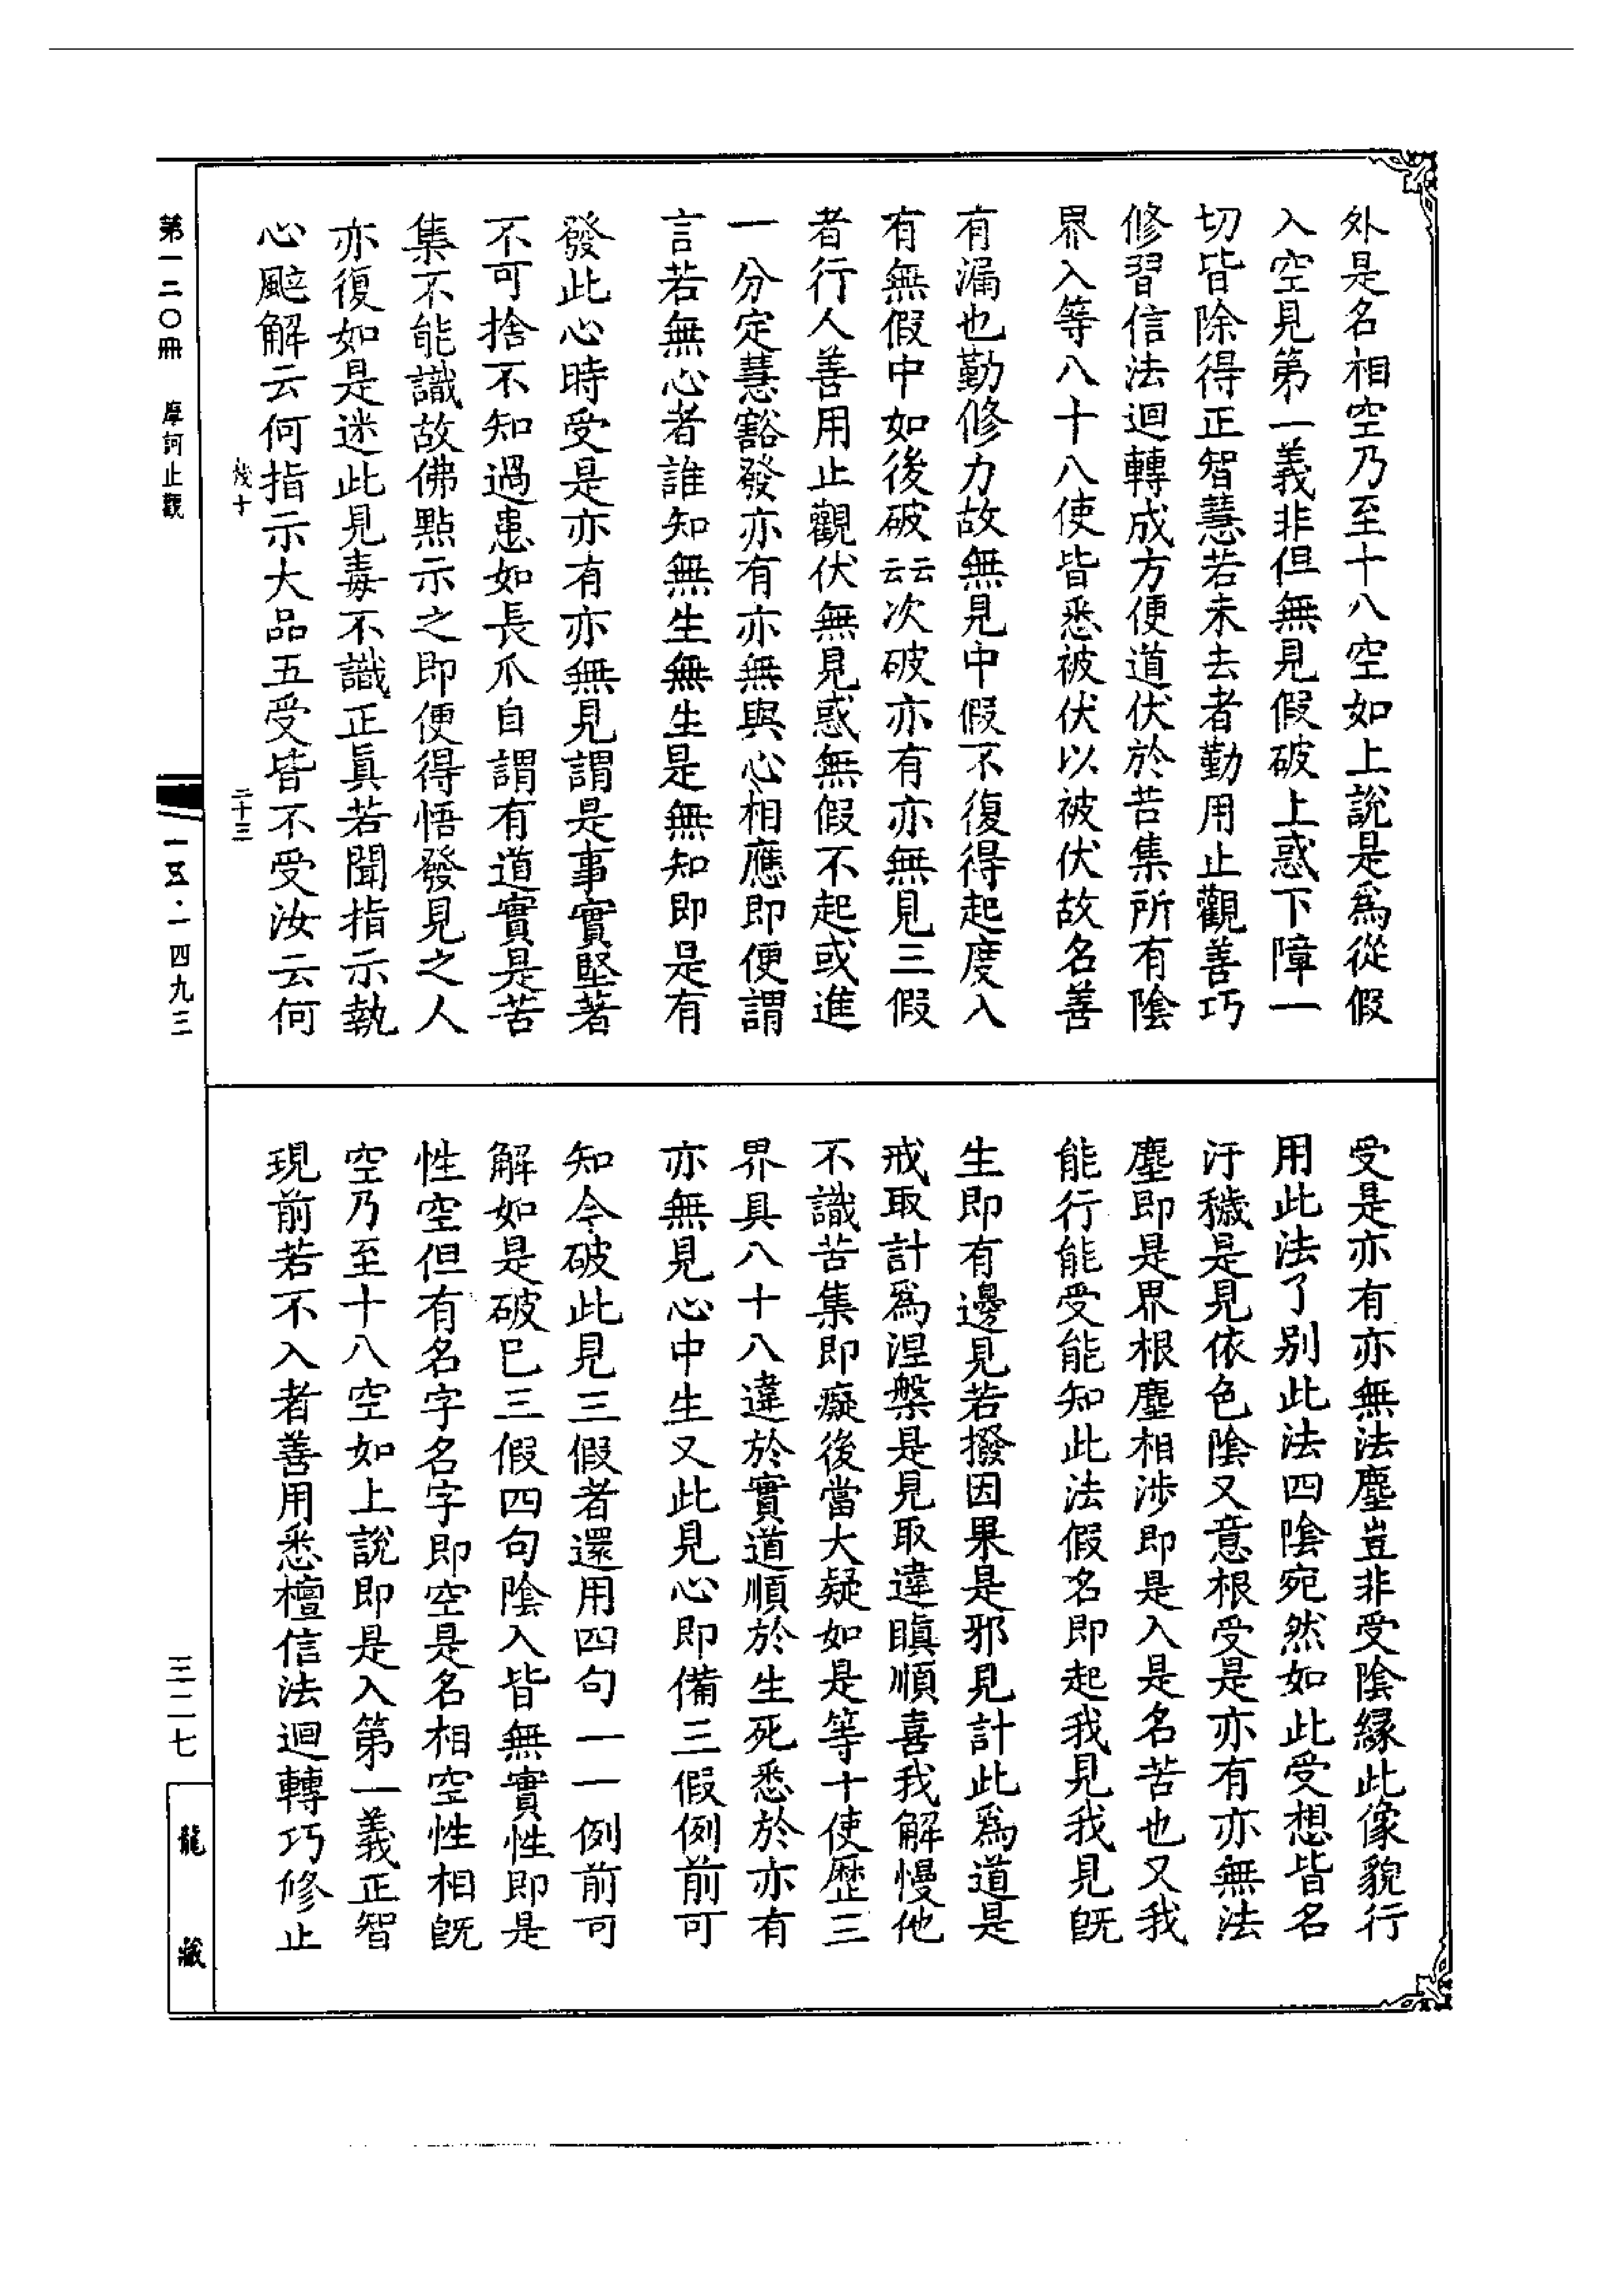 外是名相空乃至十八空如上說是爲從假
入空見第一義非但無見假破上惑下障一
切皆除得正智慧若未去者勤用止觀善巧
修習信法迴轉成方便道伏於苦集所有陰
界入等八十八使皆悉被伏以被伏故名善
有漏也勤修力故無見中假不復得起度入
有無假中如後破云云次破亦有亦無見三假
者行人善用止觀伏無見惑無假不起或進
一分定慧豁發亦有亦無與心相應即便謂
言若無心者誰知無生無生是無知即是有
發此心時受是亦有亦無見謂是事實堅著
不可捨不知過患如長爪自謂有道實是苦
集不能識故佛點示之即便得悟發見之人
亦復如是迷此見毒不識正眞若聞指示執
心颰解云何指示大品五受皆不受汝云何
受是亦有亦無法塵豈非受陰緣此像貌行
用此法了別此法四陰宛然如此受想皆名
汙穢是見依色陰又意根受是亦有亦無法
塵即是界根塵相涉即是入是名苦也又我
能行能受能知此法假名即起我見我見既
生即有邊見若撥因果是邪見計此爲道是
戒取計爲涅槃是見取違瞋順喜我解慢他
不識苦集即癡後當大疑如是等十使歷三
界具八十八違於實道順於生死悉於亦有
亦無見心中生又此見心即備三假例前可
知今破此見三假者還用四句一一例前可
解如是破已三假四句陰入皆無實性即是
性空但有名字名字即空是名相空性相既
空乃至十八空如上說即是入第一義正智
現前若不入者善用悉檀信法迴轉巧修止
二十三
第一二〇冊 摩訶止觀
一五·一四九三
三二七
龍藏